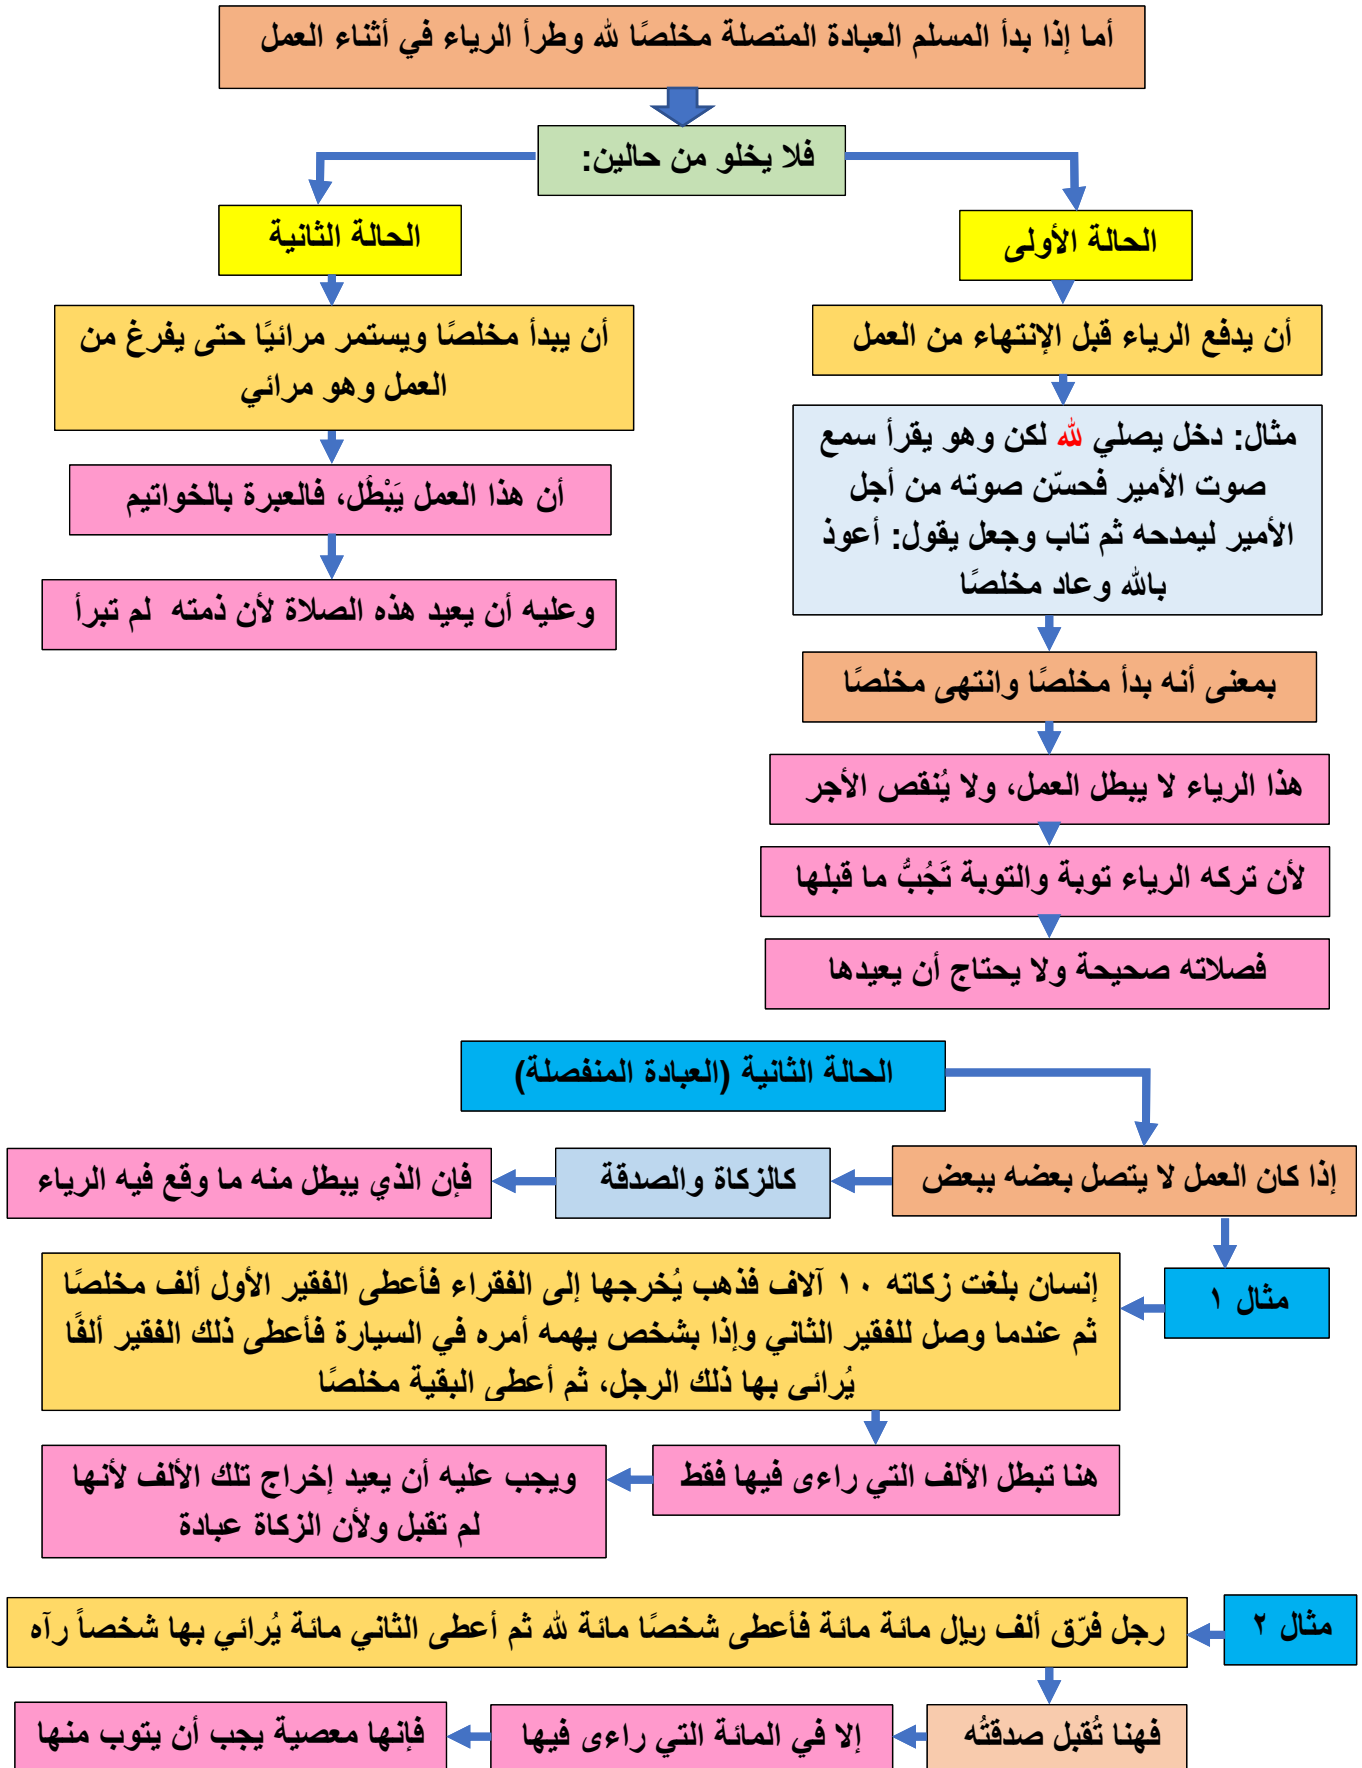 أما إذا بدأ المسلم العبادة المتصلة مخلصًا لله وطرأ الرياء في أثناء العمل
فلا يخلو من حالين:
الحالة الأولى
أن يدفع الرياء قبل الإنتهاء من العمل
مثال: دخل يصلي لله لكن وهو يقرأ سمع
صوت الأمير فحسّن صوته من أجل
الأمير ليمدحه ثم تاب وجعل يقول: أعوذ
بالله وعاد مخلصًا
بمعنى أنه بدأ مخلصًا وانتهى مخلصًا
هذا الرياء لا يبطل العمل، ولا يُنقص الأجر
لأن تركه الرياء توبة والتوبة تَجُبُّ ما قبلها
فصلاته صحيحة ولا يحتاج أن يعيدها
الحالة الثانية
أن يبدأ مخلصًا ويستمر مرائيًا حتى يفرغ من
العمل وهو مرائي
أن هذا العمل يَبْطُل، فالعبرة بالخواتيم
وعليه أن يعيد هذه الصلاة لأن ذمته لم تبرأ
الحالة الثانية (العبادة المنفصلة)
إذا كان العمل لا يتصل بعضه ببعض
كالزكاة والصدقة
فإن الذي يبطل منه ما وقع فيه الرياء
مثال ١
إنسان بلغت زكاته ١٠ آلاف فذهب يُخرجها إلى الفقراء فأعطى الفقير الأول ألف مخلصًا
ثم عندما وصل للفقير الثاني وإذا بشخص يهمه أمره في السيارة فأعطى ذلك الفقير ألفًا
يُرائى بها ذلك الرجل، ثم أعطى البقية مخلصًا
هنا تبطل الألف التي راءى فيها فقط
ويجب عليه أن يعيد إخراج تلك الألف لأنها
لم تقبل ولأن الزكاة عبادة
مثال ٢
رجل فرّق ألف ريال مائة مائة فأعطى شخصًا مائة لله ثم أعطى الثاني مائة يُرائي بها شخصاً رآه
فهنا تُقبل صدقتُه
إلا في المائة التي راءى فيها
فإنها معصية يجب أن يتوب منها